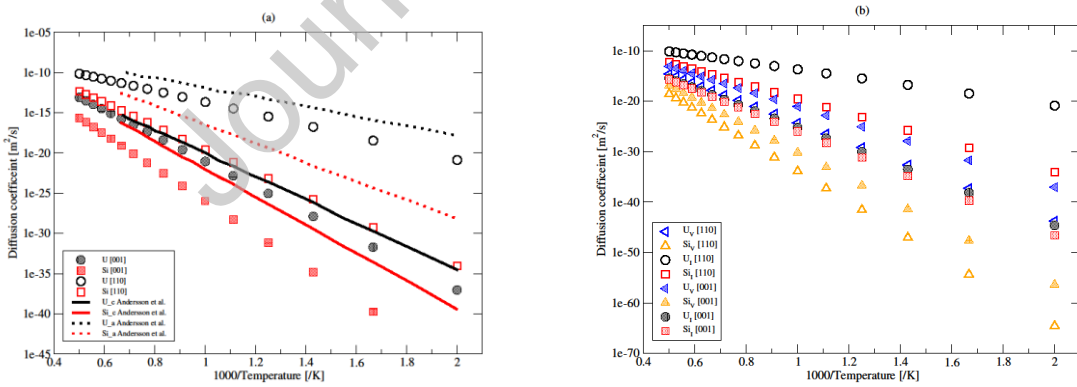 (a)
1e-05
1e-10
1e-15
1e-20
1e-25
1e-30
1e-35
1e-40
1e-45
Diffusion coefficeint [m²/s]
U [001]
Si [001]
U [110]
Si [110]
U_c Andersson et al.
Si_c Andersson et al.
U_a Andersson et al.
Si_a Andersson et al.
0.4 0.6 0.8 1 1.2 1.4 1.6 1.8 2
1000/Temperature [/K]
Jour
(b)
1e-10
1e-20
1e-30
1e-40
1e-50
1e-60
1e-70
Diffusion coefficeint [m²/s]
U_V [110]
Si_V [110]
U_I [110]
Si_I [110]
U_V [001]
Si_V [001]
U_I [001]
Si_I [001]
0.4 0.6 0.8 1 1.2 1.4 1.6 1.8 2
1000/Temperature [/K]